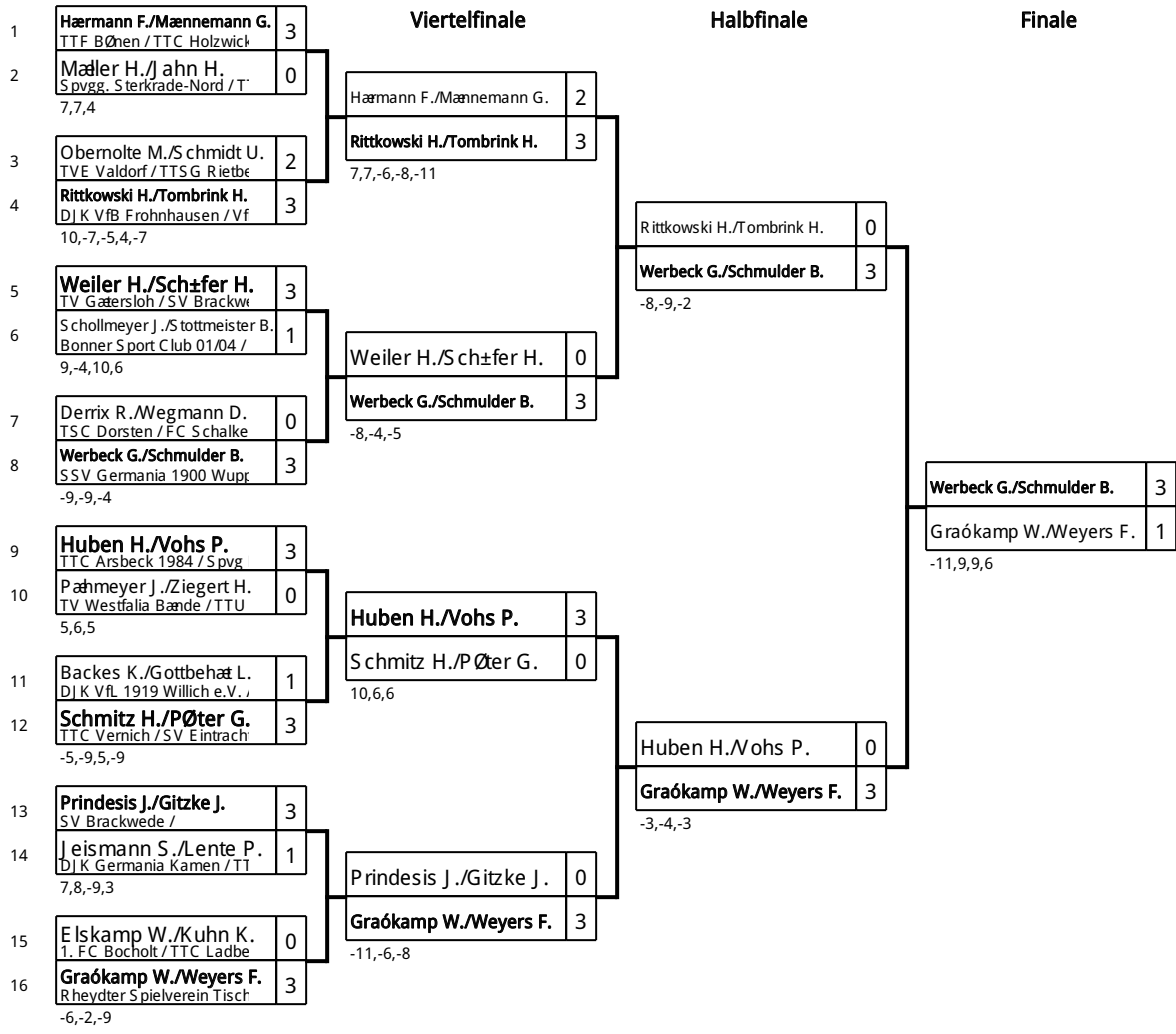 Viertelfinale
Halbfinale
Finale
1
Hærmann F./Mænnemann G.
3
TTF BØnen / TTC Holzwick
2
Mæller H./Jahn H.
0
Spvgg. Sterkrade-Nord / T
7,7,4
3
Obernolte M./Schmidt U.
2
TVE Valdorf / TTSG Rietbe
4
Rittkowski H./Tombrink H.
3
DJK VfB Frohnhausen / Vf
10,-7,-5,4,-7
5
Weiler H./Sch±fer H.
3
TV Gætersloh / SV Brackwe
6
Schollmeyer J./Stottmeister B.
1
Bonner Sport Club 01/04 /
9,-4,10,6
7
Derrix R./Wegmann D.
0
TSC Dorsten / FC Schalke
8
Werbeck G./Schmulder B.
3
SSV Germania 1900 Wupp
-9,-9,-4
9
Huben H./Vohs P.
3
TTC Arsbeck 1984 / Spvg
10
Pæhmeyer J./Ziegert H.
0
TV Westfalia Bænde / TTU
5,6,5
11
Backes K./Gottbehæt L.
1
DJK VfL 1919 Willich e.V. /
12
Schmitz H./PØter G.
3
TTC Vernich / SV Eintracht
-5,-9,5,-9
13
Prindesis J./Gitzke J.
3
SV Brackwede /
14
Jeismann S./Lente P.
1
DJK Germania Kamen / TT
7,8,-9,3
15
Elskamp W./Kuhn K.
0
1. FC Bocholt / TTC Ladbe
16
Graókamp W./Weyers F.
3
Rheydter Spielverein Tisch
-6,-2,-9
Hærmann F./Mænnemann G.
2
Rittkowski H./Tombrink H.
3
7,7,-6,-8,-11
Weiler H./Sch±fer H.
0
Werbeck G./Schmulder B.
3
-8,-4,-5
Huben H./Vohs P.
3
Schmitz H./PØter G.
0
10,6,6
Prindesis J./Gitzke J.
0
Graókamp W./Weyers F.
3
-11,-6,-8
Rittkowski H./Tombrink H.
0
Werbeck G./Schmulder B.
3
-8,-9,-2
Huben H./Vohs P.
0
Graókamp W./Weyers F.
3
-3,-4,-3
Werbeck G./Schmulder B.
3
Graókamp W./Weyers F.
1
-11,9,9,6